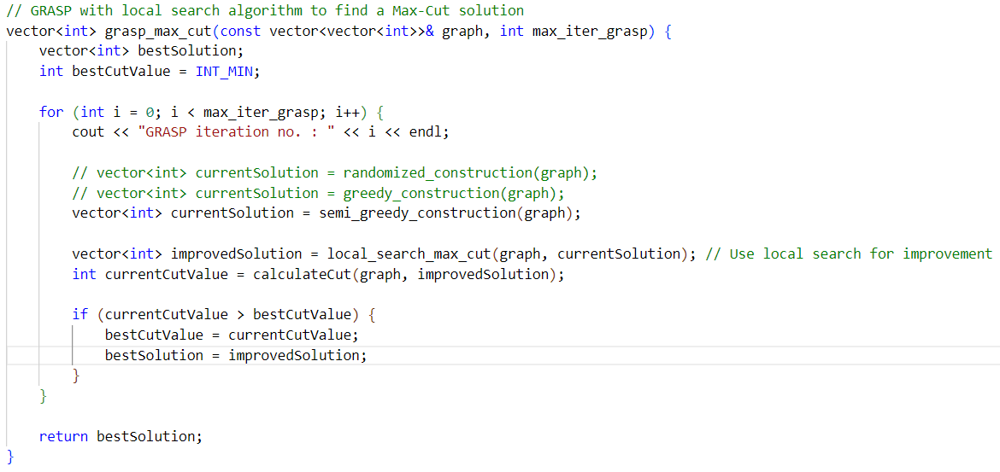 // GRASP with local search algorithm to find a Max-Cut solution
vector<int> grasp_max_cut(const vector<vector<int>>& graph, int max_iter_grasp) {
    vector<int> bestSolution;
    int bestCutValue = INT_MIN;

    for (int i = 0; i < max_iter_grasp; i++) {
        cout << "GRASP iteration no. : " << i << endl;

        // vector<int> currentSolution = randomized_construction(graph);
        // vector<int> currentSolution = greedy_construction(graph);
        vector<int> currentSolution = semi_greedy_construction(graph);

        vector<int> improvedSolution = local_search_max_cut(graph, currentSolution); // Use local search for improvement
        int currentCutValue = calculateCut(graph, improvedSolution);

        if (currentCutValue > bestCutValue) {
            bestCutValue = currentCutValue;
            bestSolution = improvedSolution;
        }
    }

    return bestSolution;
}